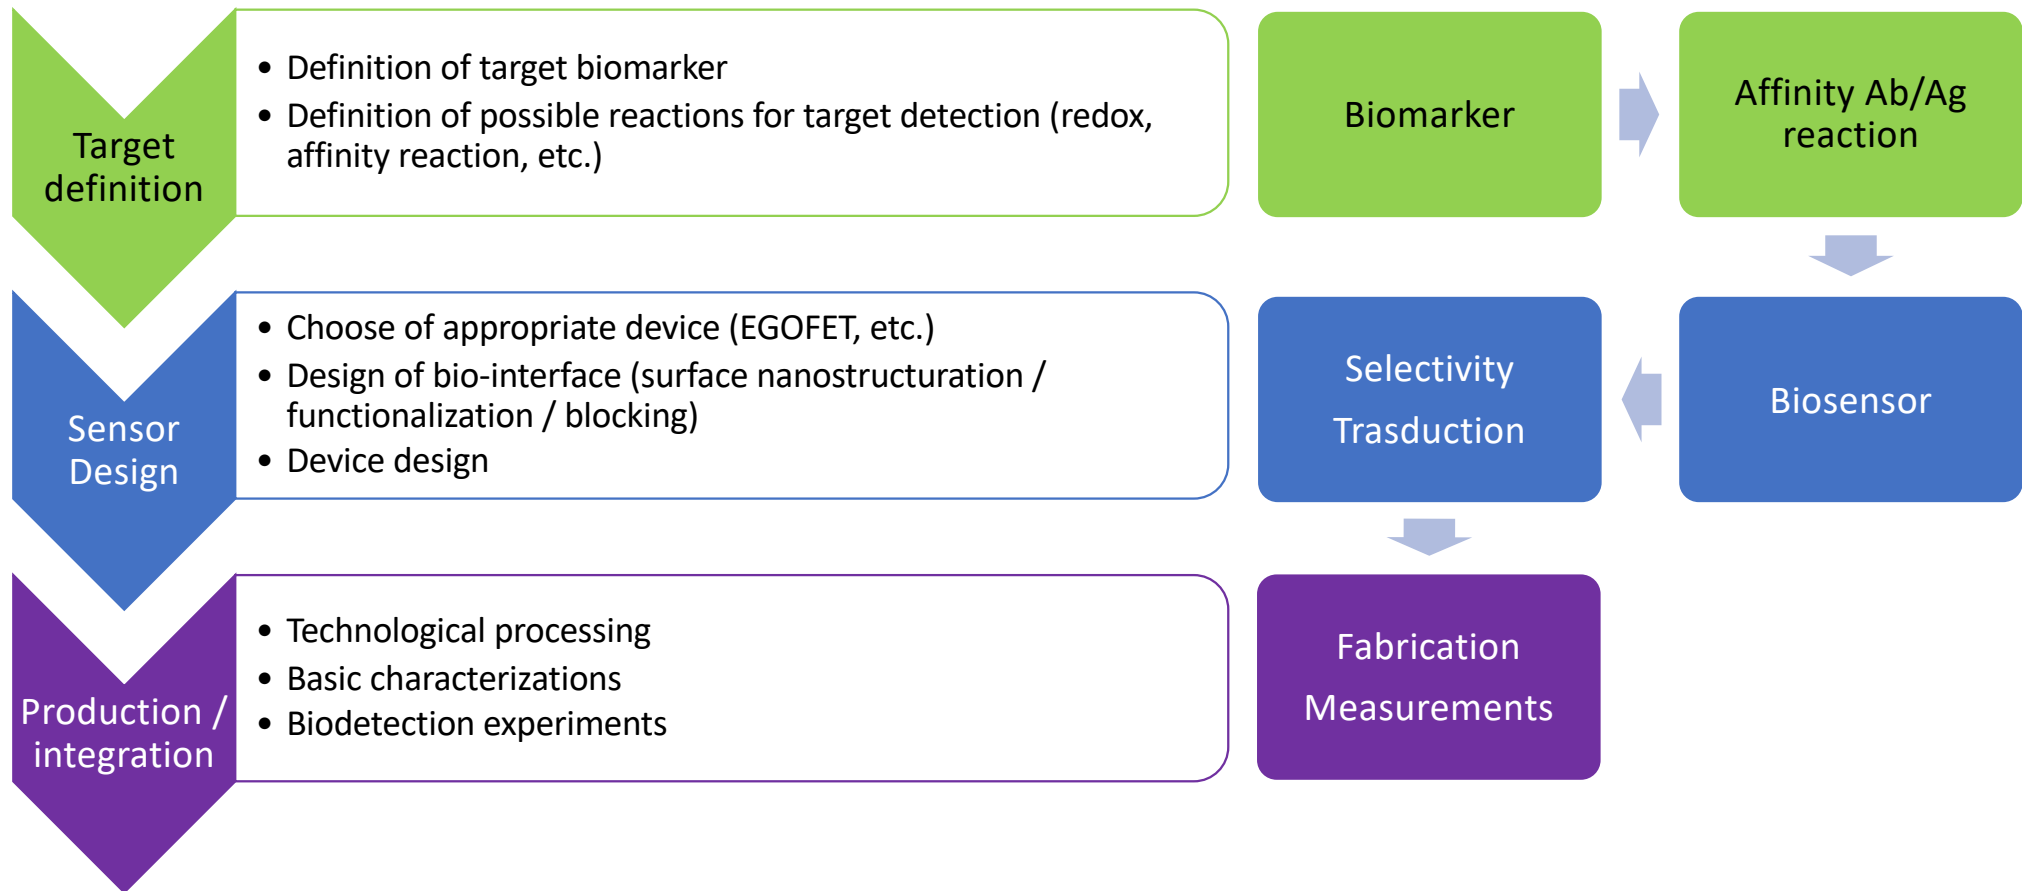 Target
definition
• Definition of target biomarker
• Definition of possible reactions for target detection (redox,
affinity reaction, etc.)
Biomarker
Affinity Ab/Ag
reaction
Sensor
Design
• Choose of appropriate device (EGOFET, etc.)
• Design of bio-interface (surface nanostructuration /
functionalization / blocking)
• Device design
Selectivity
Trasduction
Biosensor
Production /
integration
• Technological processing
• Basic characterizations
• Biodetection experiments
Fabrication
Measurements